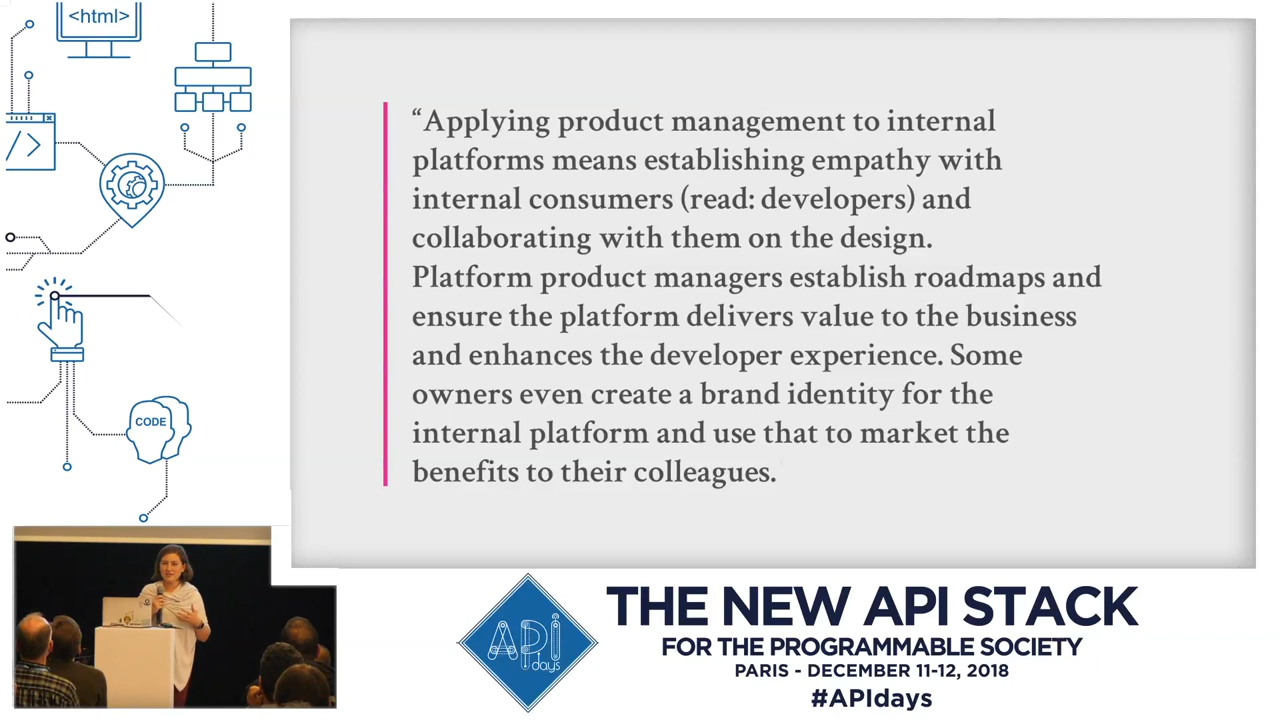 <html>
</>
CODE
“Applying product management to internal
platforms means establishing empathy with
internal consumers (read: developers) and
collaborating with them on the design.
Platform product managers establish roadmaps and
ensure the platform delivers value to the business
and enhances the developer experience. Some
owners even create a brand identity for the
internal platform and use that to market the
benefits to their colleagues.
API
days
THE NEW API STACK
FOR THE PROGRAMMABLE SOCIETY
PARIS - DECEMBER 11-12, 2018
#APIdays